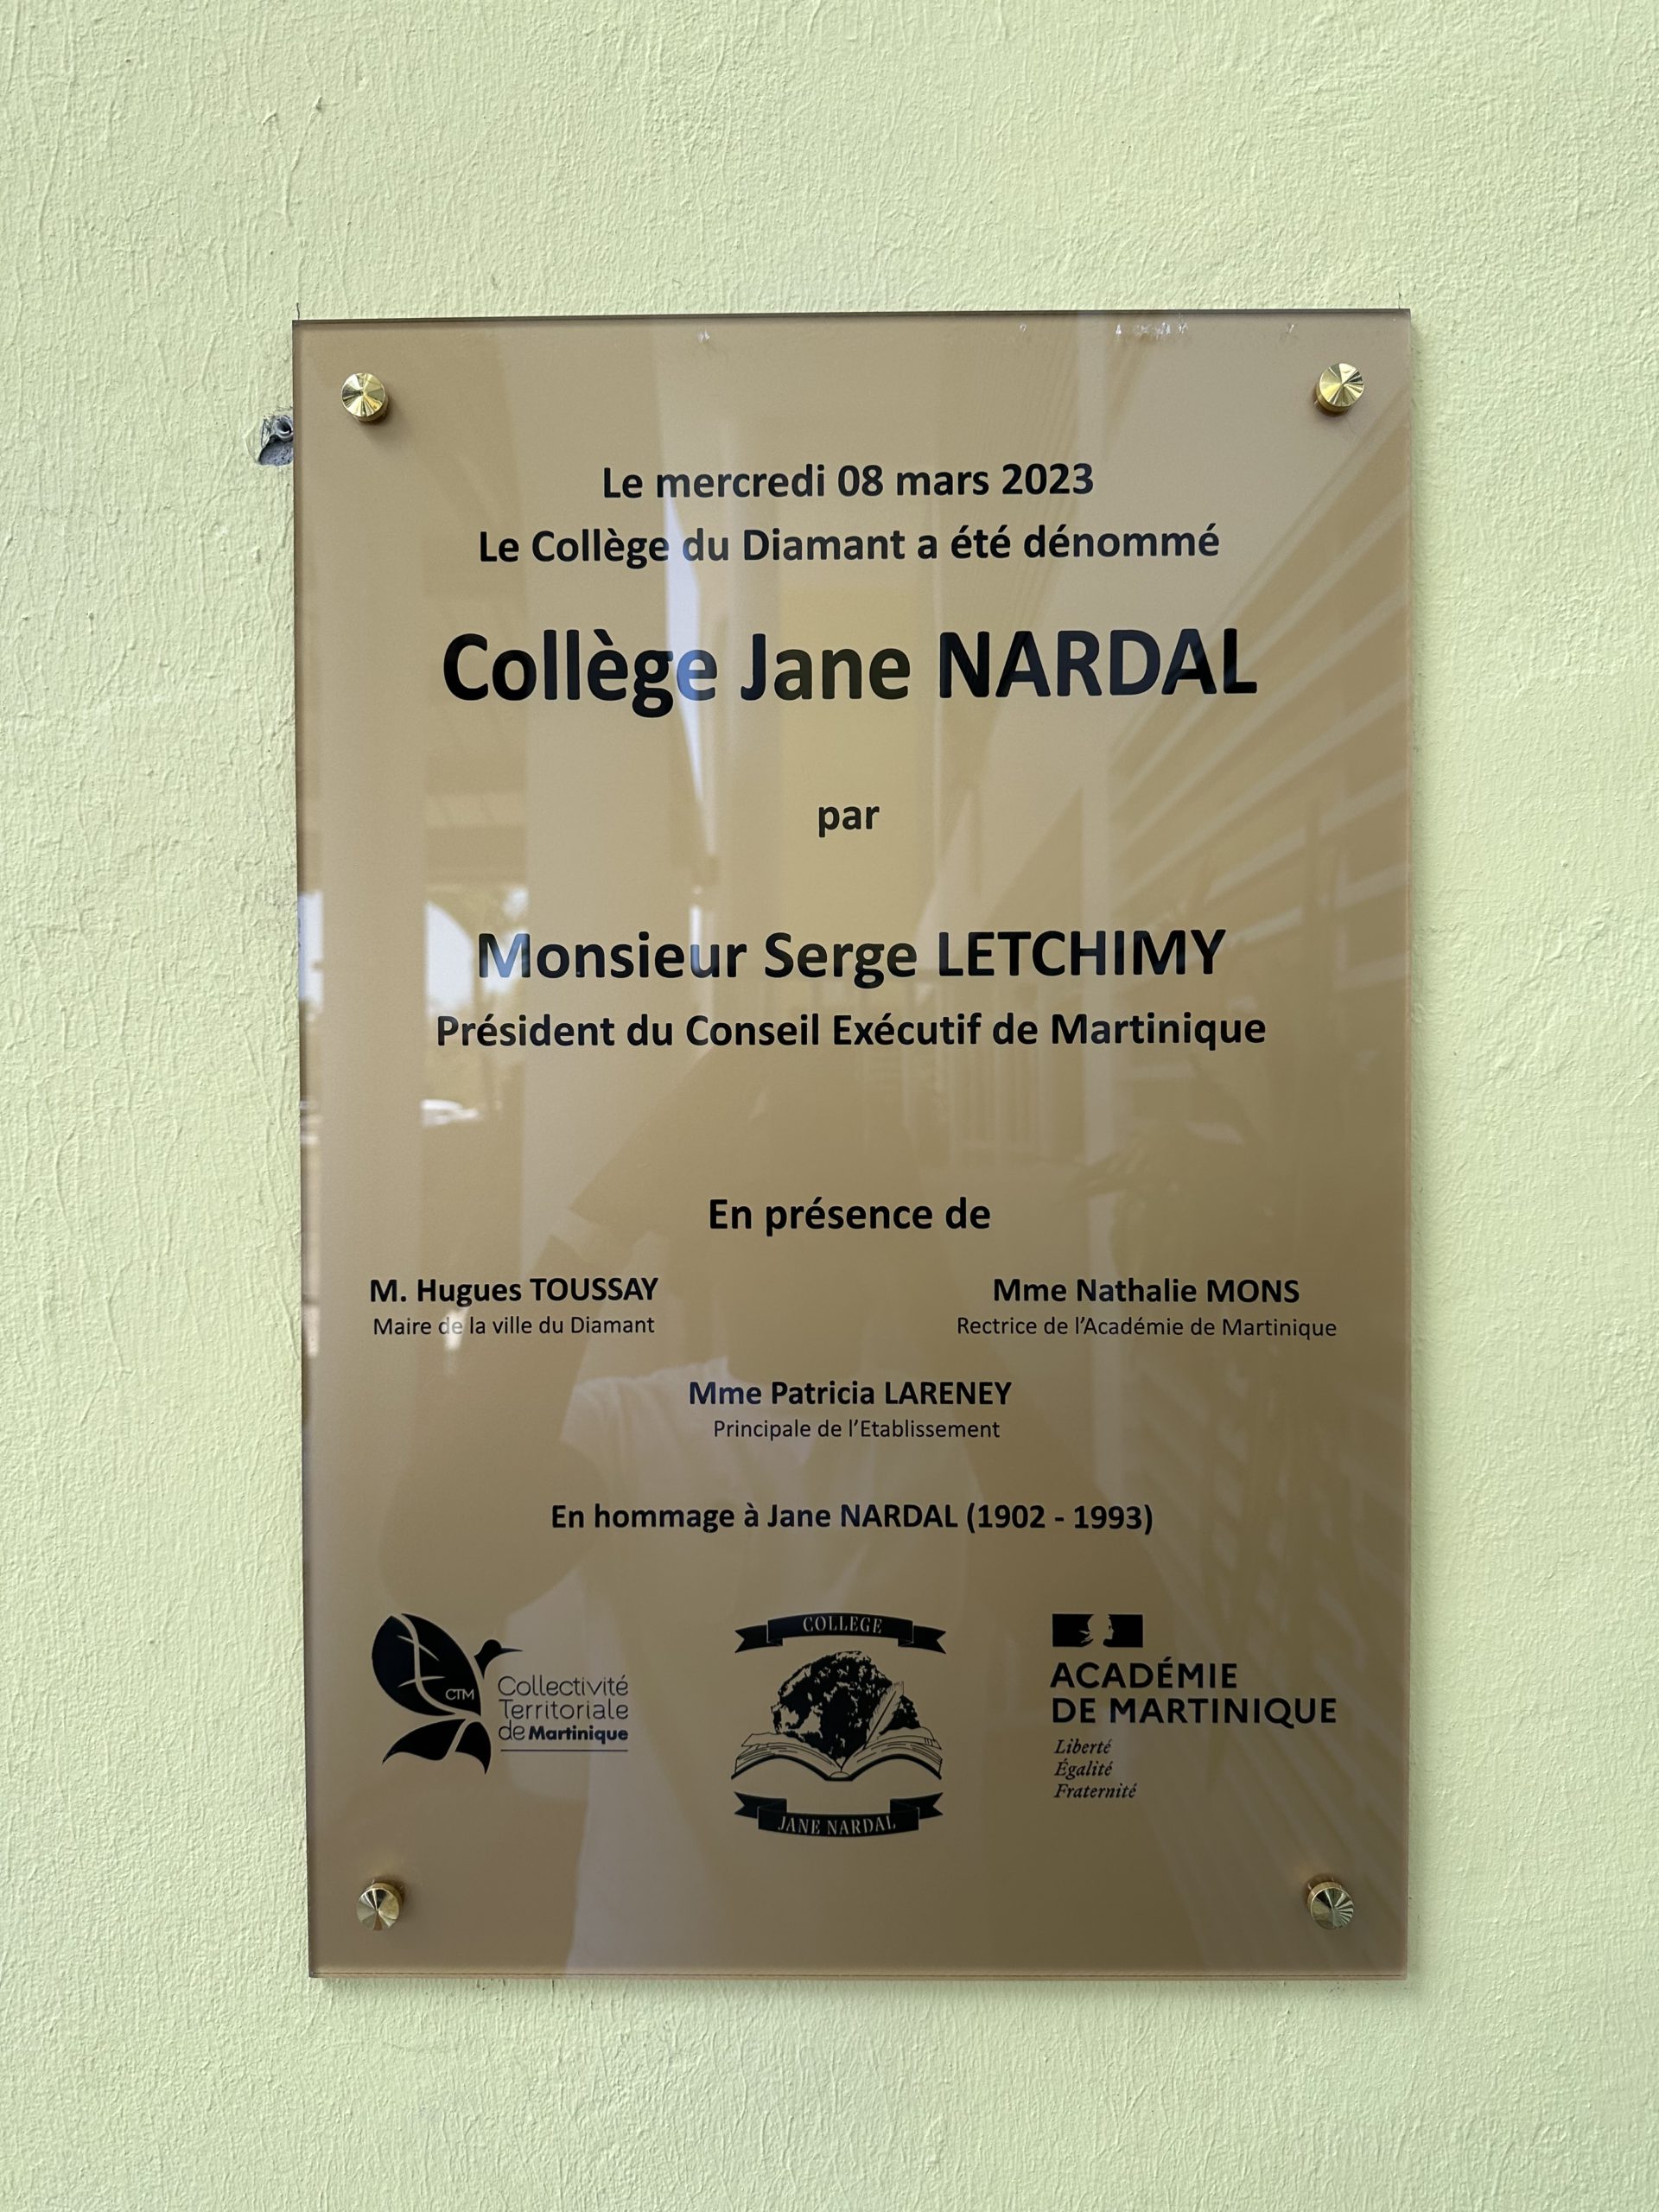 Le mercredi 08 mars 2023
Le Collège du Diamant a été dénommé
Collège Jane NARDAL
par
Monsieur Serge LETCHIMY
Président du Conseil Exécutif de Martinique
En présence de
M. Hugues TOUSSAY
Maire de la ville du Diamant
Mme Nathalie MONS
Rectrice de l’Académie de Martinique
Mme Patricia LARENEY
Principale de l’Etablissement
En hommage à Jane NARDAL (1902 - 1993)
CTM
Collectivité
Territoriale
de Martinique
COLLEGE
JANE NARDAL
ACADÉMIE
DE MARTINIQUE
Liberté
Égalité
Fraternité